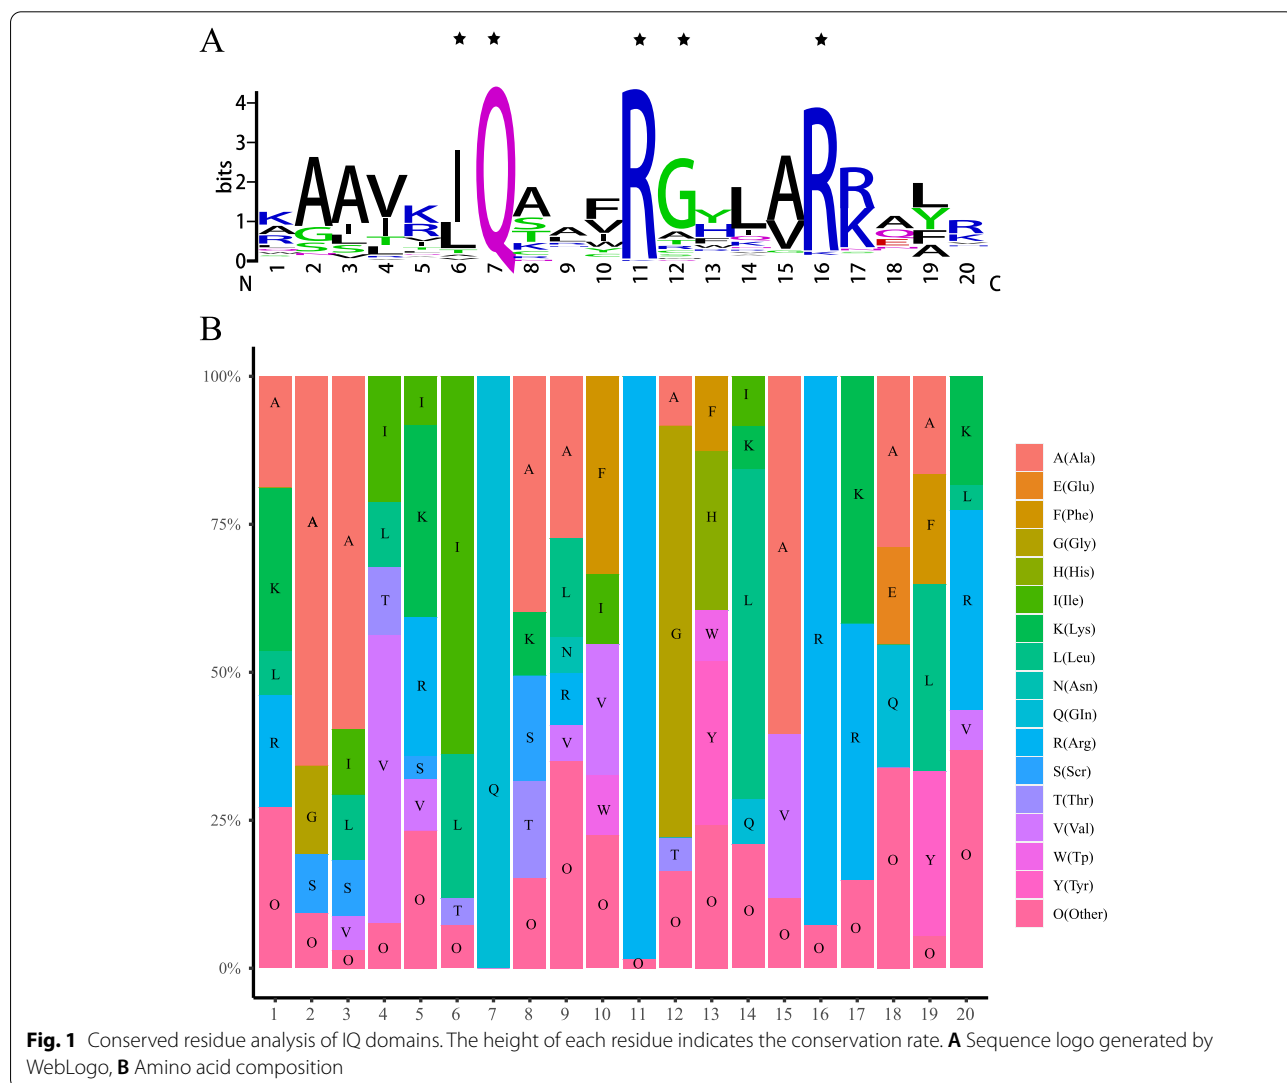 A
bits
4
3
2
1
0
K A R Q A G S A I L S V I T L K R I I L T Q A S T K A F I V W R G A T Y H F L I Q K A V R R K A Q E L Y F A R K
1 2 3 4 5 6 7 8 9 10 11 12 13 14 15 16 17 18 19 20
N C
B
100%
75%
50%
25%
0%
A K L R O
A G S O
A I L S V O
I L T V O
I K R S V O
I L T O
Q
A K S T O
A L N R V O
F I V W O
O
A G T O
F H W Y O
I K L Q O
A V O
R O
K R O
A E Q O
A F L Y O
K L R V O
1 2 3 4 5 6 7 8 9 10 11 12 13 14 15 16 17 18 19 20
A(Ala)
E(Glu)
F(Phe)
G(Gly)
H(His)
I(Ile)
K(Lys)
L(Leu)
N(Asn)
Q(Gln)
R(Arg)
S(Scr)
T(Thr)
V(Val)
W(Tp)
Y(Tyr)
O(Other)
Fig. 1 Conserved residue analysis of IQ domains. The height of each residue indicates the conservation rate. A Sequence logo generated by
WebLogo, B Amino acid composition